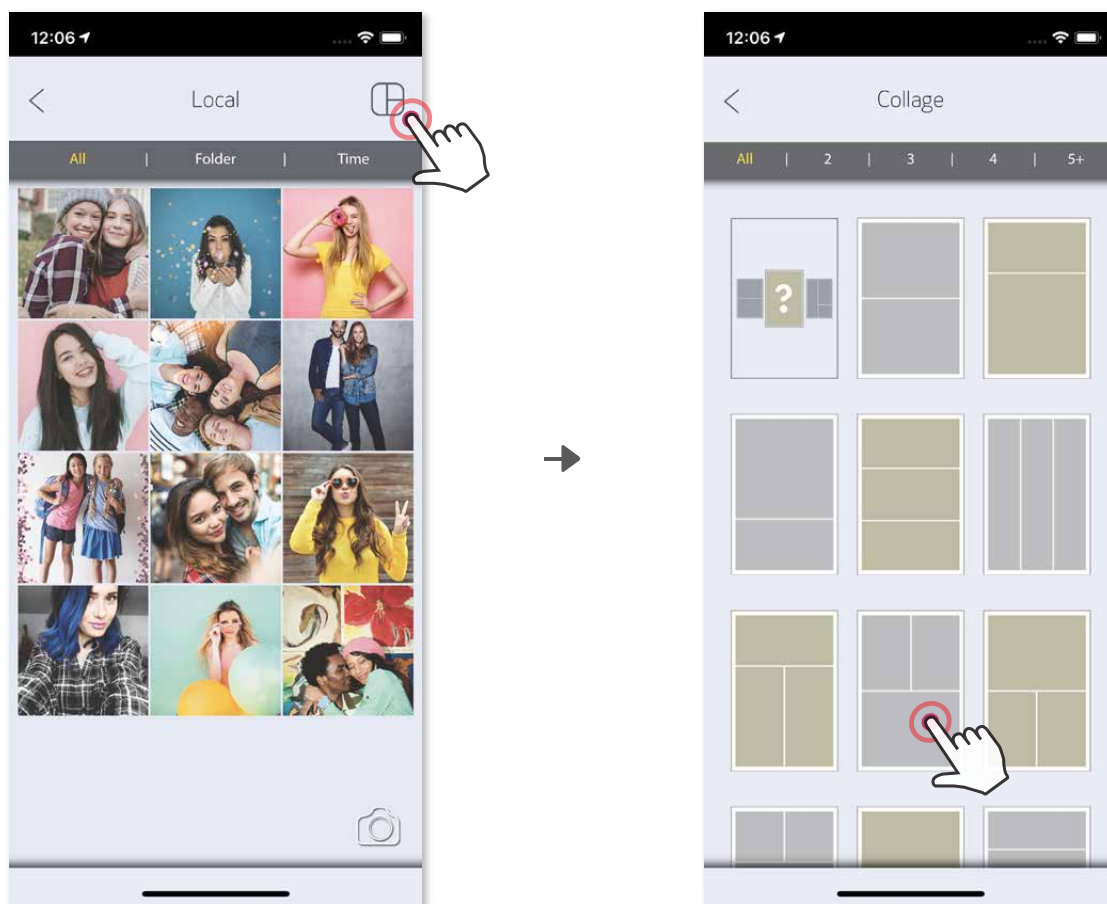 12:06
Local
All | Folder | Time
12:06
Collage
All | 2 | 3 | 4 | 5+
?